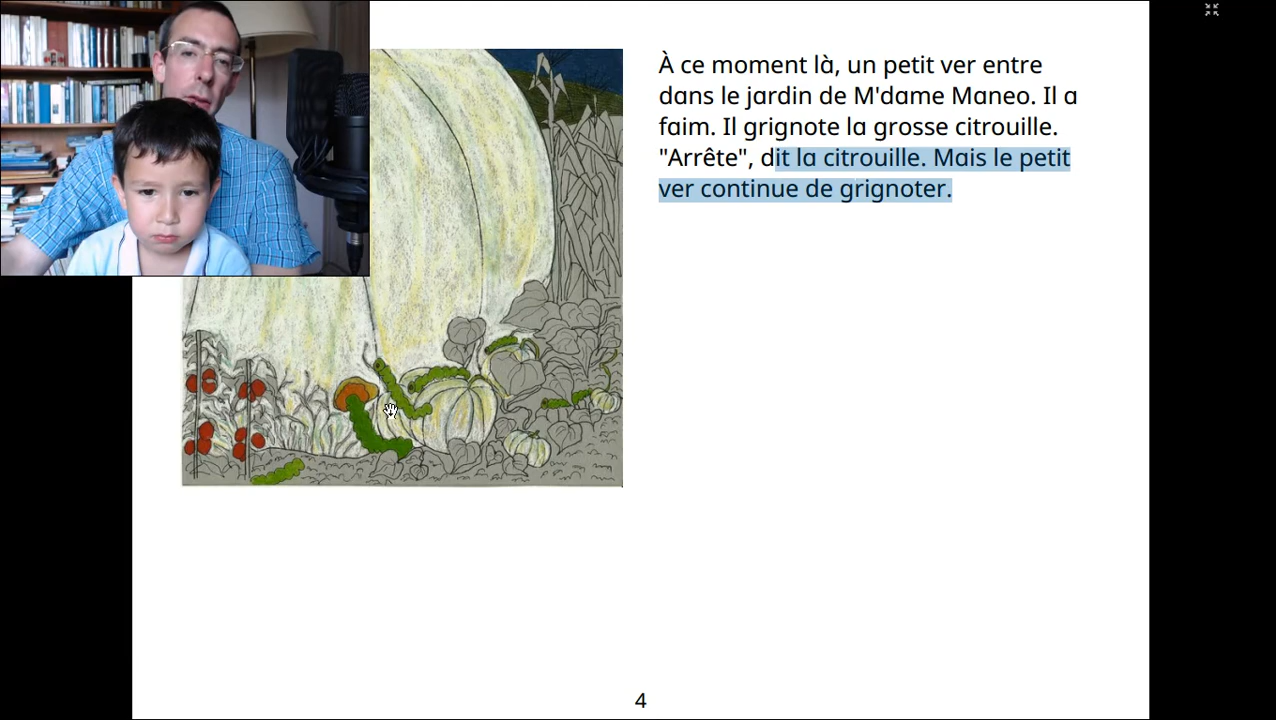 À ce moment là, un petit ver entre
dans le jardin de M'dame Maneo. Il a
faim. Il grignote la grosse citrouille.
"Arrête", dit la citrouille. Mais le petit
ver continue de grignoter.
4